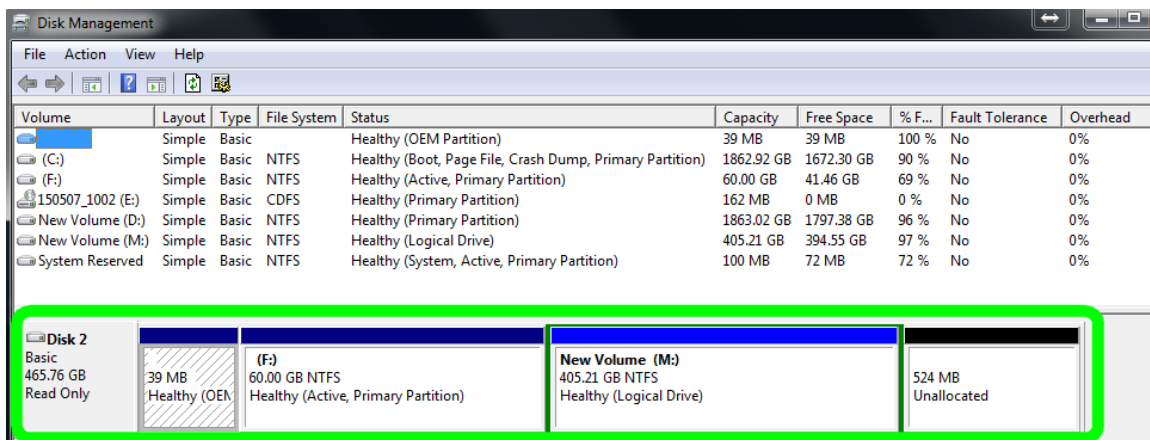 Disk Management
File Action View Help
Volume Layout Type File System Status Capacity Free Space % F... Fault Tolerance Overhead
Simple Basic Healthy (OEM Partition) 39 MB 39 MB 100 % No 0%
(C:) Simple Basic NTFS Healthy (Boot, Page File, Crash Dump, Primary Partition) 1862.92 GB 1672.30 GB 90 % No 0%
(F:) Simple Basic NTFS Healthy (Active, Primary Partition) 60.00 GB 41.46 GB 69 % No 0%
150507_1002 (E:) Simple Basic CDFS Healthy (Primary Partition) 162 MB 0 MB 0 % No 0%
New Volume (D:) Simple Basic NTFS Healthy (Primary Partition) 1863.02 GB 1797.38 GB 96 % No 0%
New Volume (M:) Simple Basic NTFS Healthy (Logical Drive) 405.21 GB 394.55 GB 97 % No 0%
System Reserved Simple Basic NTFS Healthy (System, Active, Primary Partition) 100 MB 72 MB 72 % No 0%
Disk 2
Basic
465.76 GB
Read Only
39 MB
Healthy (OEM
(F:)
60.00 GB NTFS
Healthy (Active, Primary Partition)
New Volume (M:)
405.21 GB NTFS
Healthy (Logical Drive)
524 MB
Unallocated